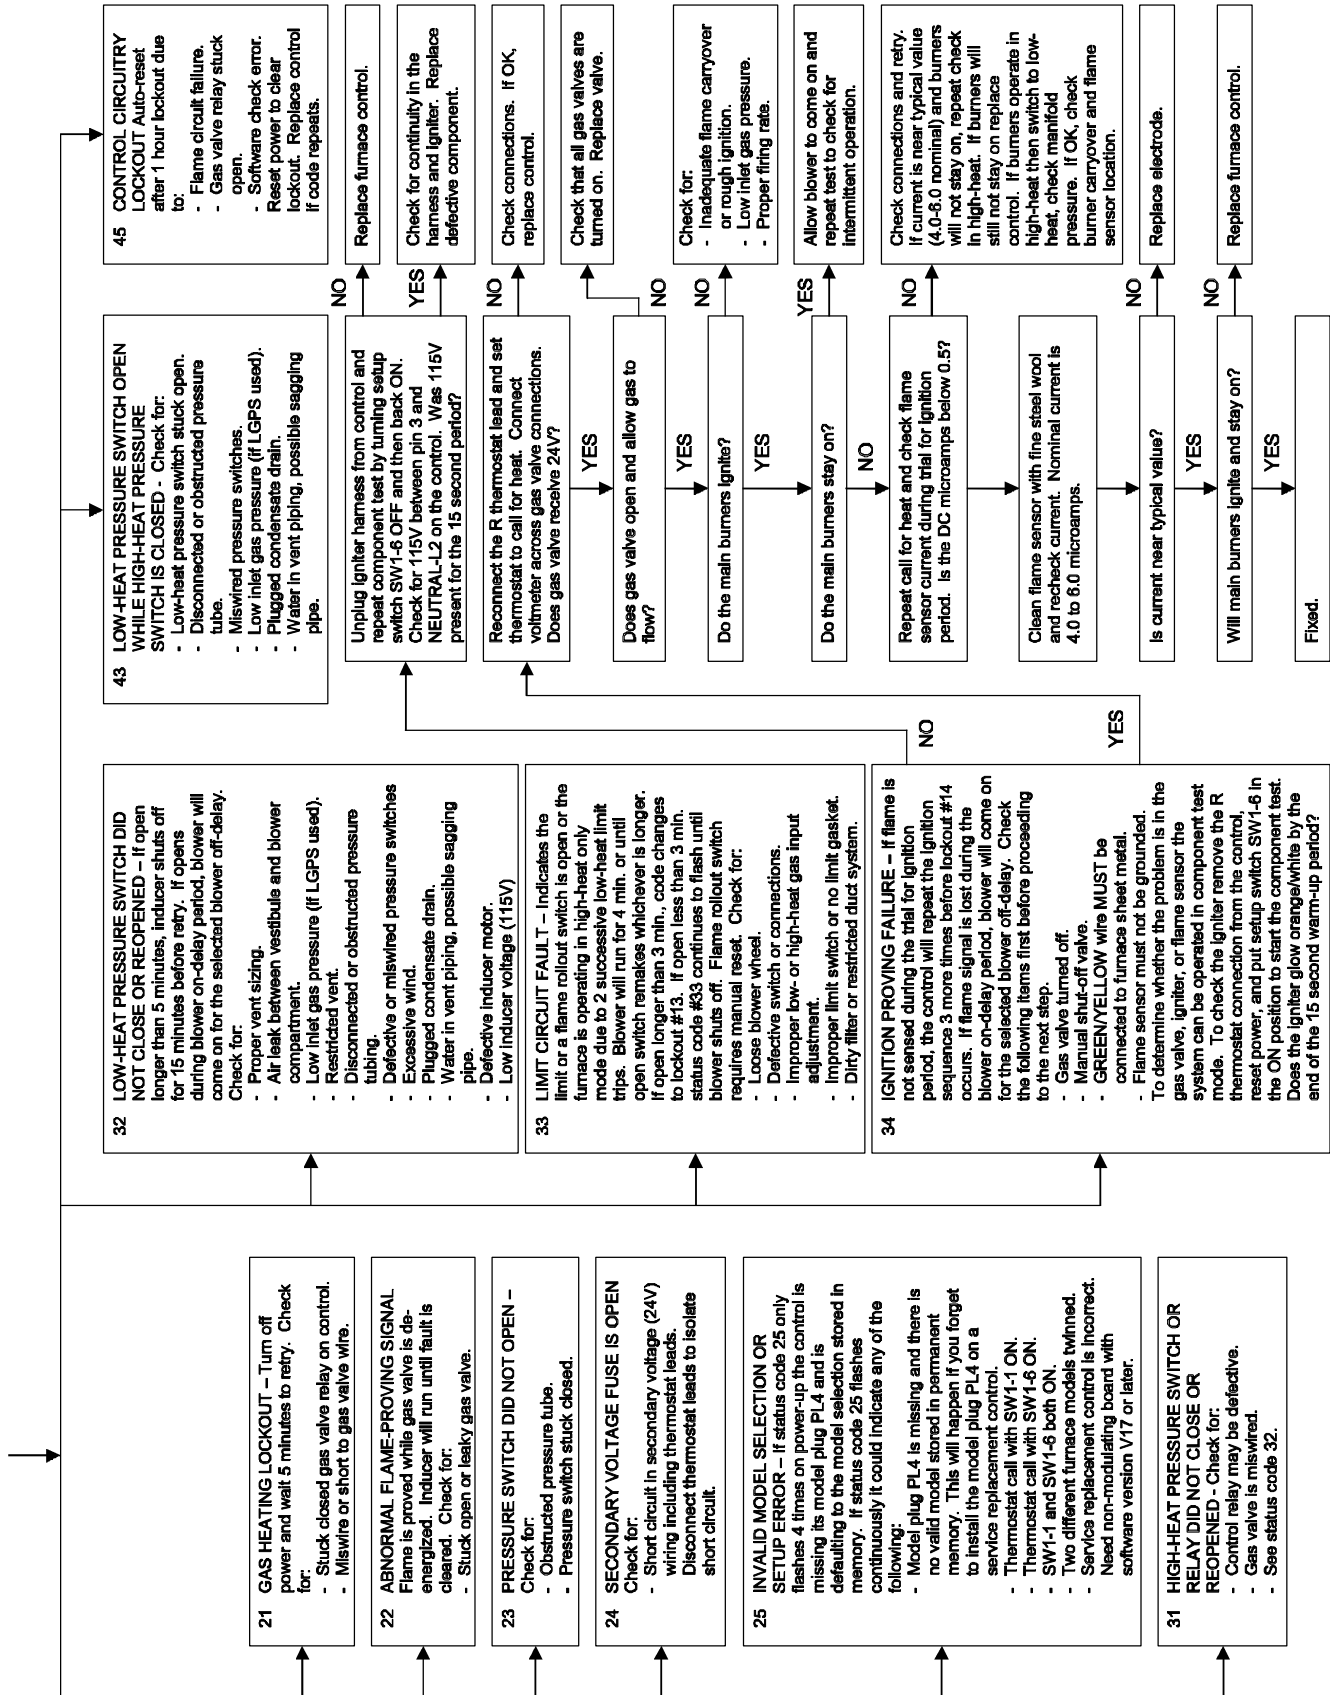 21 GAS HEATING LOCKOUT – Turn off
power and wait 5 minutes to retry. Check
for:
- Stuck closed gas valve relay on control.
- Miswire or short to gas valve wire.
22 ABNORMAL FLAME-PROVING SIGNAL
Flame is proved while gas valve is de-
energized. Inducer will run until fault is
cleared. Check for:
- Stuck open or leaky gas valve.
23 PRESSURE SWITCH DID NOT OPEN –
Check for:
- Obstructed pressure tube.
- Pressure switch stuck closed.
24 SECONDARY VOLTAGE FUSE IS OPEN
Check for:
- Short circuit in secondary voltage (24V)
wiring including thermostat leads.
Disconnect thermostat leads to isolate
short circuit.
25 INVALID MODEL SELECTION OR
SETUP ERROR – If status code 25 only
flashes 4 times on power-up the control is
missing its model plug PL4 and is
defaulting to the model selection stored in
memory. If status code 25 flashes
continuously it could indicate any of the
following:
- Model plug PL4 is missing and there is
no valid model stored in permanent
memory. This will happen if you forget
to install the model plug PL4 on a
service replacement control.
- Thermostat call with SW1-1 ON.
- Thermostat call with SW1-6 ON.
- SW1-1 and SW1-6 both ON.
- Two different furnace models twinned.
- Service replacement control is incorrect.
Need non-modulating board with
software version V17 or later.
31 HIGH-HEAT PRESSURE SWITCH OR
RELAY DID NOT CLOSE OR
REOPENED - Check for:
- Control relay may be defective.
- Gas valve is miswired.
- See status code 32.
32 LOW-HEAT PRESSURE SWITCH DID
NOT CLOSE OR REOPENED – If open
longer than 5 minutes, inducer shuts off
for 15 minutes before retry. If opens
during blower on-delay period, blower will
come on for the selected blower off-delay.
Check for:
- Proper vent sizing.
- Air leak between vestibule and blower
compartment.
- Low inlet gas pressure (if LGPS used).
- Restricted vent.
- Disconnected or obstructed pressure
tubing.
- Defective or miswired pressure switches
- Excessive wind.
- Plugged condensate drain.
- Water in vent piping, possible sagging
pipe.
- Defective inducer motor.
- Low inducer voltage (115V)
33 LIMIT CIRCUIT FAULT – Indicates the
limit or a flame rollout switch is open or the
furnace is operating in high-heat only
mode due to 2 successive low-heat limit
trips. Blower will run for 4 min. or until
open switch remakes whichever is longer.
If open longer than 3 min., code changes
to lockout #13. If open less than 3 min.
status code #33 continues to flash until
blower shuts off. Flame rollout switch
requires manual reset. Check for:
- Loose blower wheel.
- Defective switch or connections.
- Improper low- or high-heat gas input
adjustment.
- Improper limit switch or no limit gasket.
- Dirty filter or restricted duct system.
34 IGNITION PROVING FAILURE – If flame is
not sensed during the trial for ignition
period, the control will repeat the ignition
sequence 3 more times before lockout #14
occurs. If flame signal is lost during the
blower on-delay period, blower will come on
for the selected blower off-delay. Check
the following items first before proceeding
to the next step.
- Gas valve turned off.
- Manual shut-off valve.
- GREEN/YELLOW wire MUST be
connected to furnace sheet metal.
- Flame sensor must not be grounded.
To determine whether the problem is in the
gas valve, igniter, or flame sensor the
system can be operated in component test
mode. To check the igniter remove the R
thermostat connection from the control,
reset power, and put setup switch SW1-6 in
the ON position to start the component test.
Does the igniter glow orange/white by the
end of the 15 second warm-up period?
NO
YES
43 LOW-HEAT PRESSURE SWITCH OPEN
WHILE HIGH-HEAT PRESSURE
SWITCH IS CLOSED - Check for:
- Low-heat pressure switch stuck open.
- Disconnected or obstructed pressure
tube.
- Miswired pressure switches.
- Low inlet gas pressure (if LGPS used).
- Plugged condensate drain.
- Water in vent piping, possible sagging
pipe.
Unplug igniter harness from control and
repeat component test by turning setup
switch SW1-6 OFF and then back ON.
Check for 115V between pin 3 and
NEUTRAL-L2 on the control. Was 115V
present for the 15 second period?
Reconnect the R thermostat lead and set
thermostat to call for heat. Connect
voltmeter across gas valve connections.
Does gas valve receive 24V?
YES
Does gas valve open and allow gas to
flow?
YES
Do the main burners ignite?
YES
Do the main burners stay on?
NO
Repeat call for heat and check flame
sensor current during trial for ignition
period. Is the DC microamps below 0.5?
Clean flame sensor with fine steel wool
and recheck current. Nominal current is
4.0 to 6.0 microamps.
Is current near typical value?
YES
Will main burners ignite and stay on?
YES
Fixed.
45 CONTROL CIRCUITRY
LOCKOUT Auto-reset
after 1 hour lockout due
to:
- Flame circuit failure.
- Gas valve relay stuck
open.
- Software check error.
Reset power to clear
lockout. Replace control
if code repeats.
NO
Replace furnace control.
YES
Check for continuity in the
harness and igniter. Replace
defective component.
NO
Check connections. If OK,
replace control.
NO
Check that all gas valves are
turned on. Replace valve.
NO
Check for:
- Inadequate flame carryover
or rough ignition.
- Low inlet gas pressure.
- Proper firing rate.
YES
Allow blower to come on and
repeat test to check for
intermittent operation.
NO
Check connections and retry.
If current is near typical value
(4.0-6.0 nominal) and burners
will not stay on, repeat check
in high-heat. If burners will
still not stay on replace
control. If burners operate in
high-heat then switch to low-
heat, check manifold
pressure. If OK, check
burner carryover and flame
sensor location.
NO
Replace electrode.
NO
Replace furnace control.